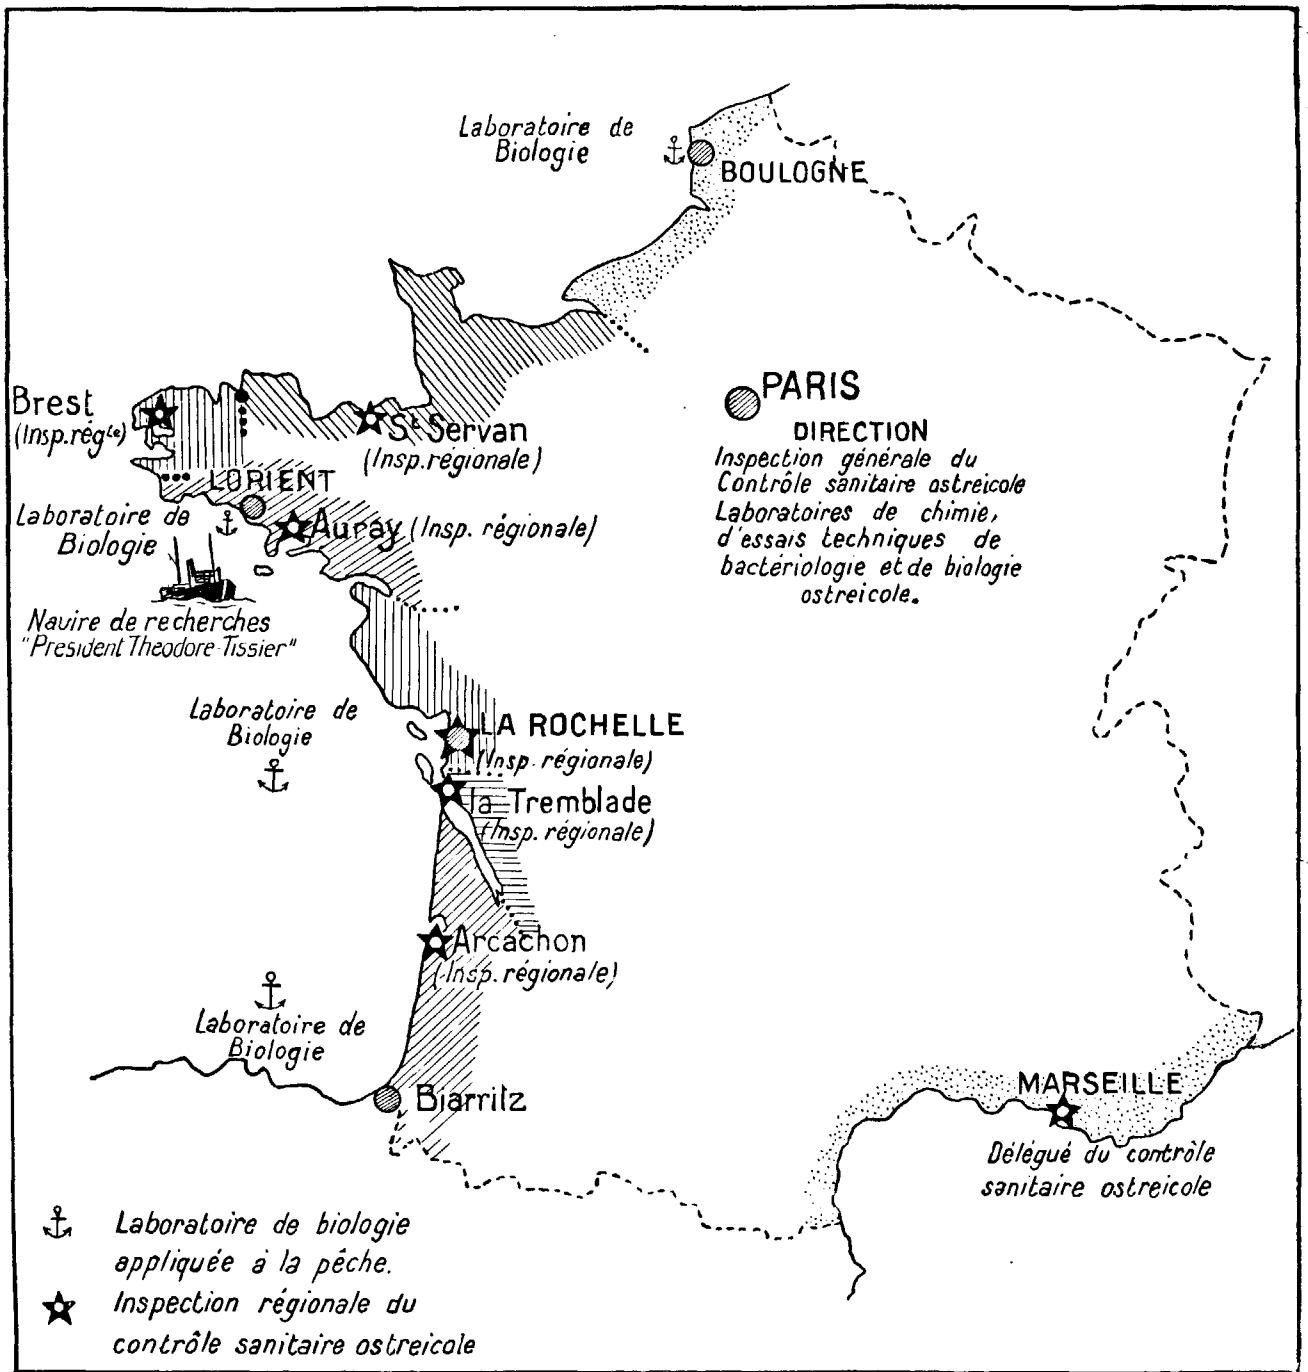 Laboratoire de
Biologie
BOULOGNE
PARIS
DIRECTION
Inspection générale du
Contrôle sanitaire ostreicole
Laboratoires de chimie,
d'essais techniques de
bactériologie et de biologie
ostreicole.
Brest
(Insp.rég^le)
S^t Servan
(Insp.régionale)
LORIENT
Laboratoire de
Biologie
Auray (Insp. régionale)
Navire de recherches
"President Theodore-Tissier"
Laboratoire de
Biologie
LA ROCHELLE
(Insp. régionale)
la Tremblade
(Insp. régionale)
Arcachon
(Insp. régionale)
Laboratoire de
Biologie
Biarritz
MARSEILLE
Délégué du contrôle
sanitaire ostreicole
Laboratoire de biologie
appliquée à la pêche.
Inspection régionale du
contrôle sanitaire ostreicole